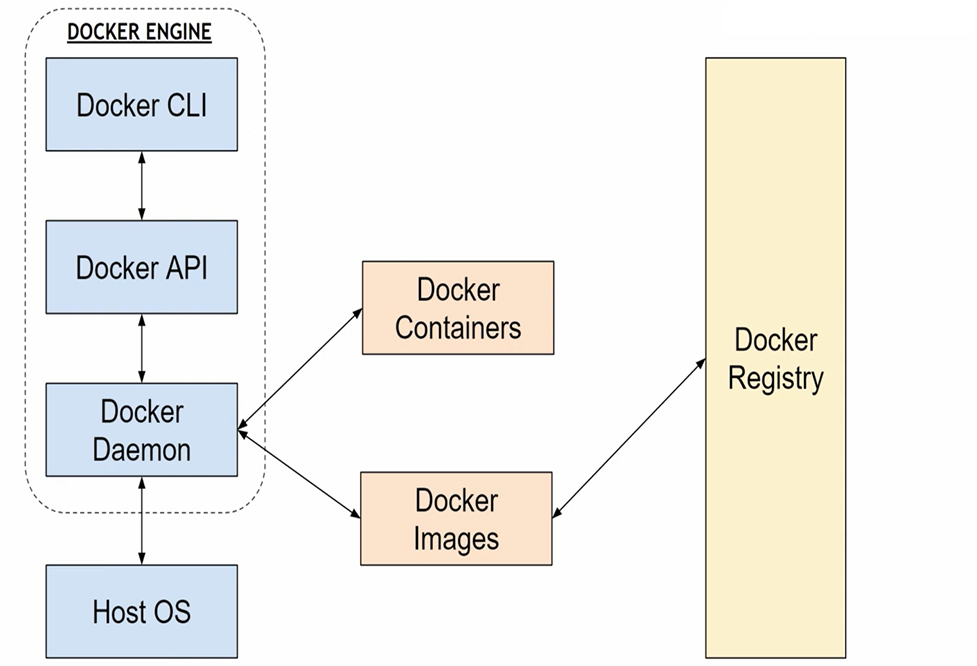 DOCKER ENGINE
Docker CLI
Docker API
Docker
Daemon
Host OS
Docker
Containers
Docker
Images
Docker
Registry